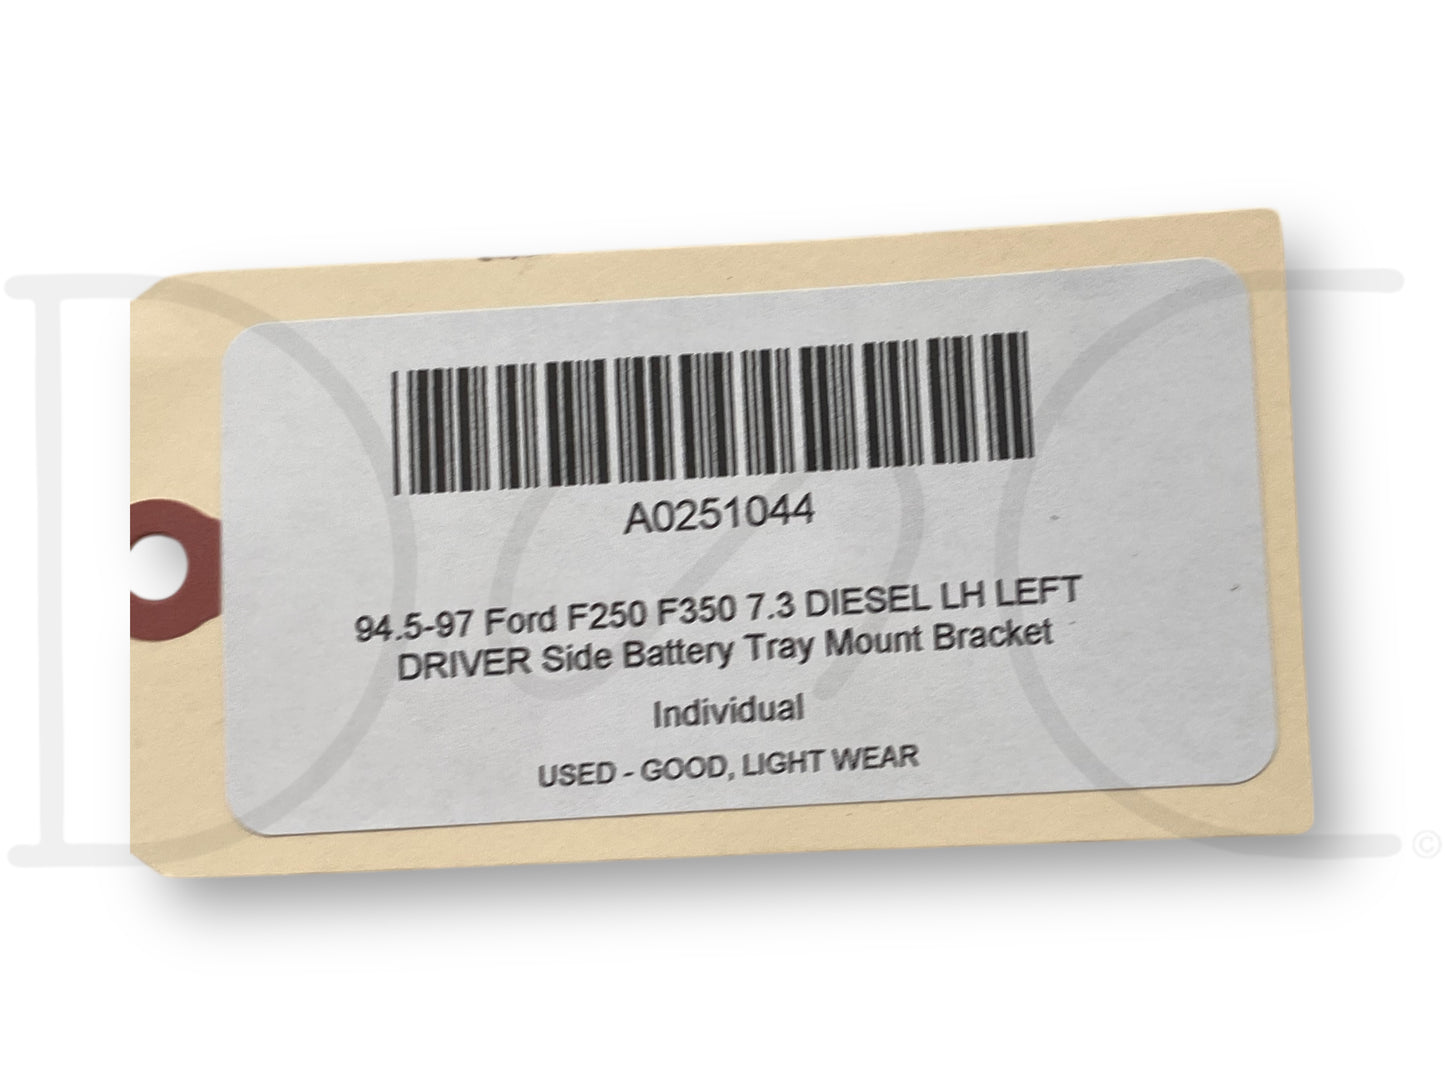 A0251044
94.5-97 Ford F250 F350 7.3 DIESEL LH LEFT
DRIVER Side Battery Tray Mount Bracket
Individual
USED - GOOD, LIGHT WEAR
©